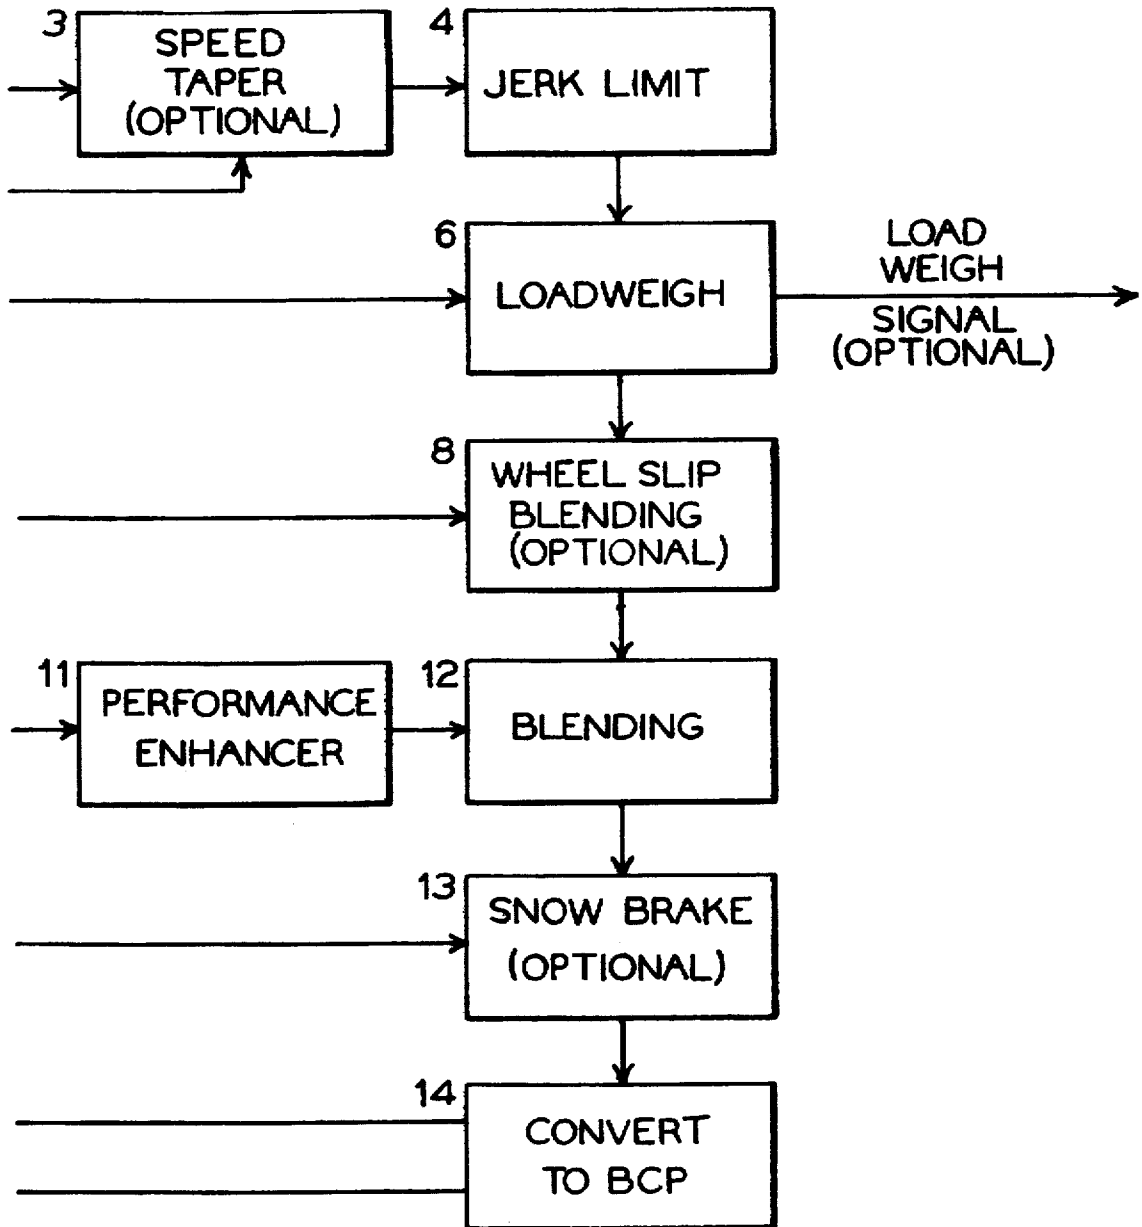 3
SPEED
TAPER
(OPTIONAL)
4
JERK LIMIT
6
LOADWEIGH
LOAD
WEIGH
SIGNAL
(OPTIONAL)
8
WHEEL SLIP
BLENDING
(OPTIONAL)
11
PERFORMANCE
ENHANCER
12
BLENDING
13
SNOW BRAKE
(OPTIONAL)
14
CONVERT
TO BCP